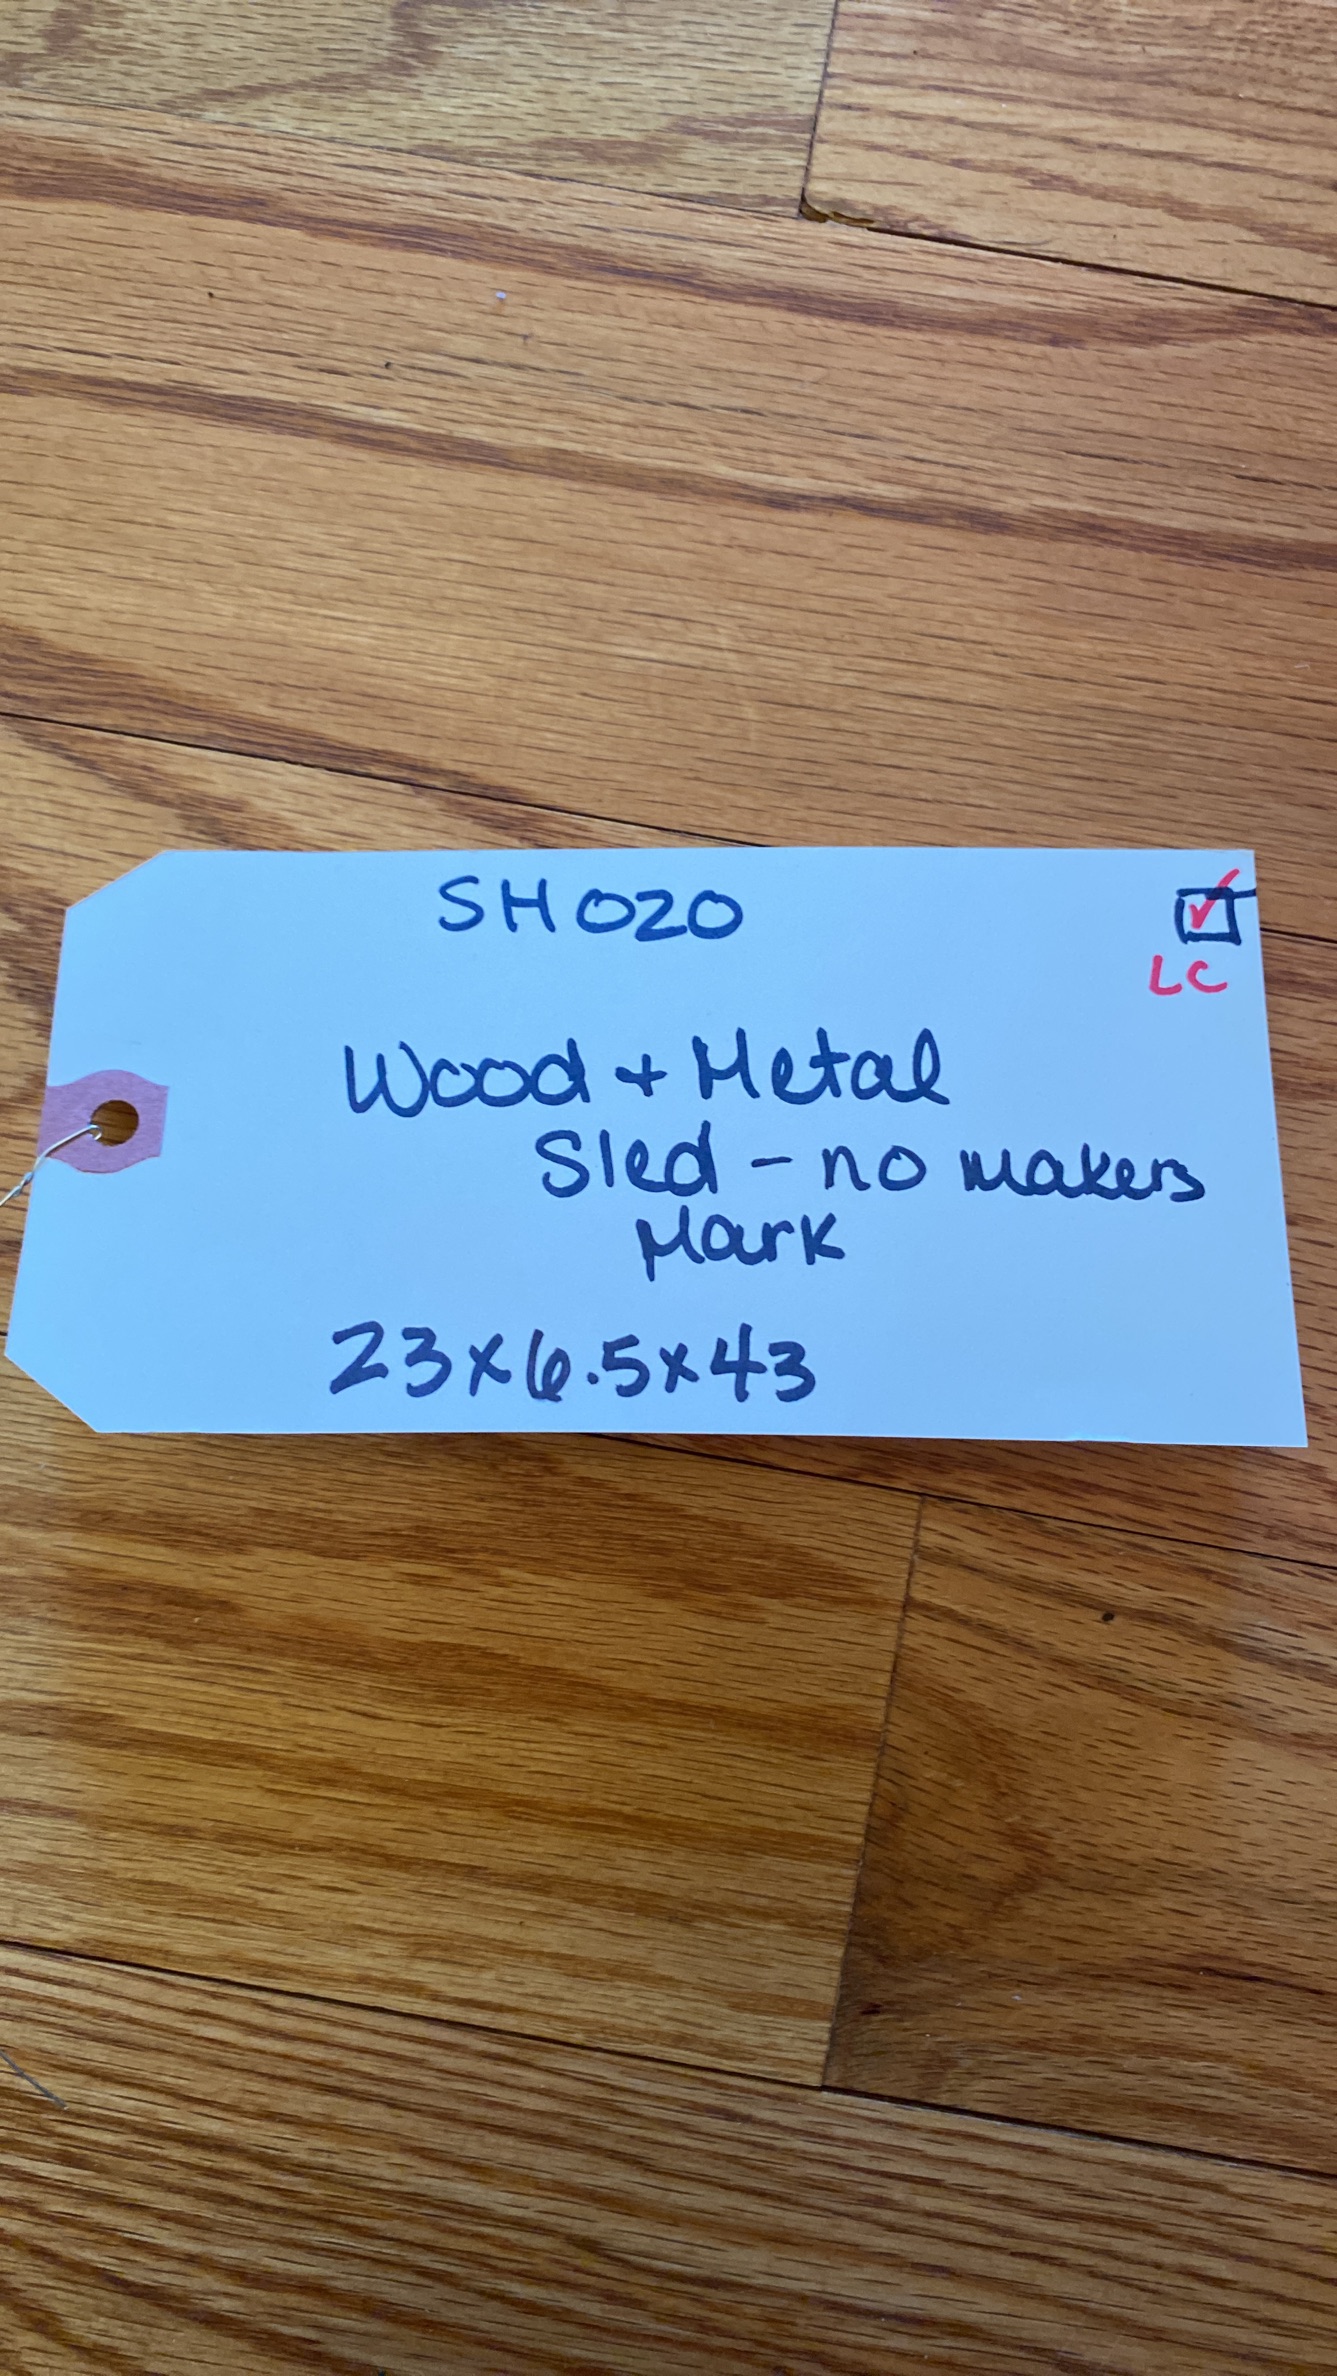 SH020
☑
LC
Wood + Metal
Sled - no makers
Mark
23x6.5x43